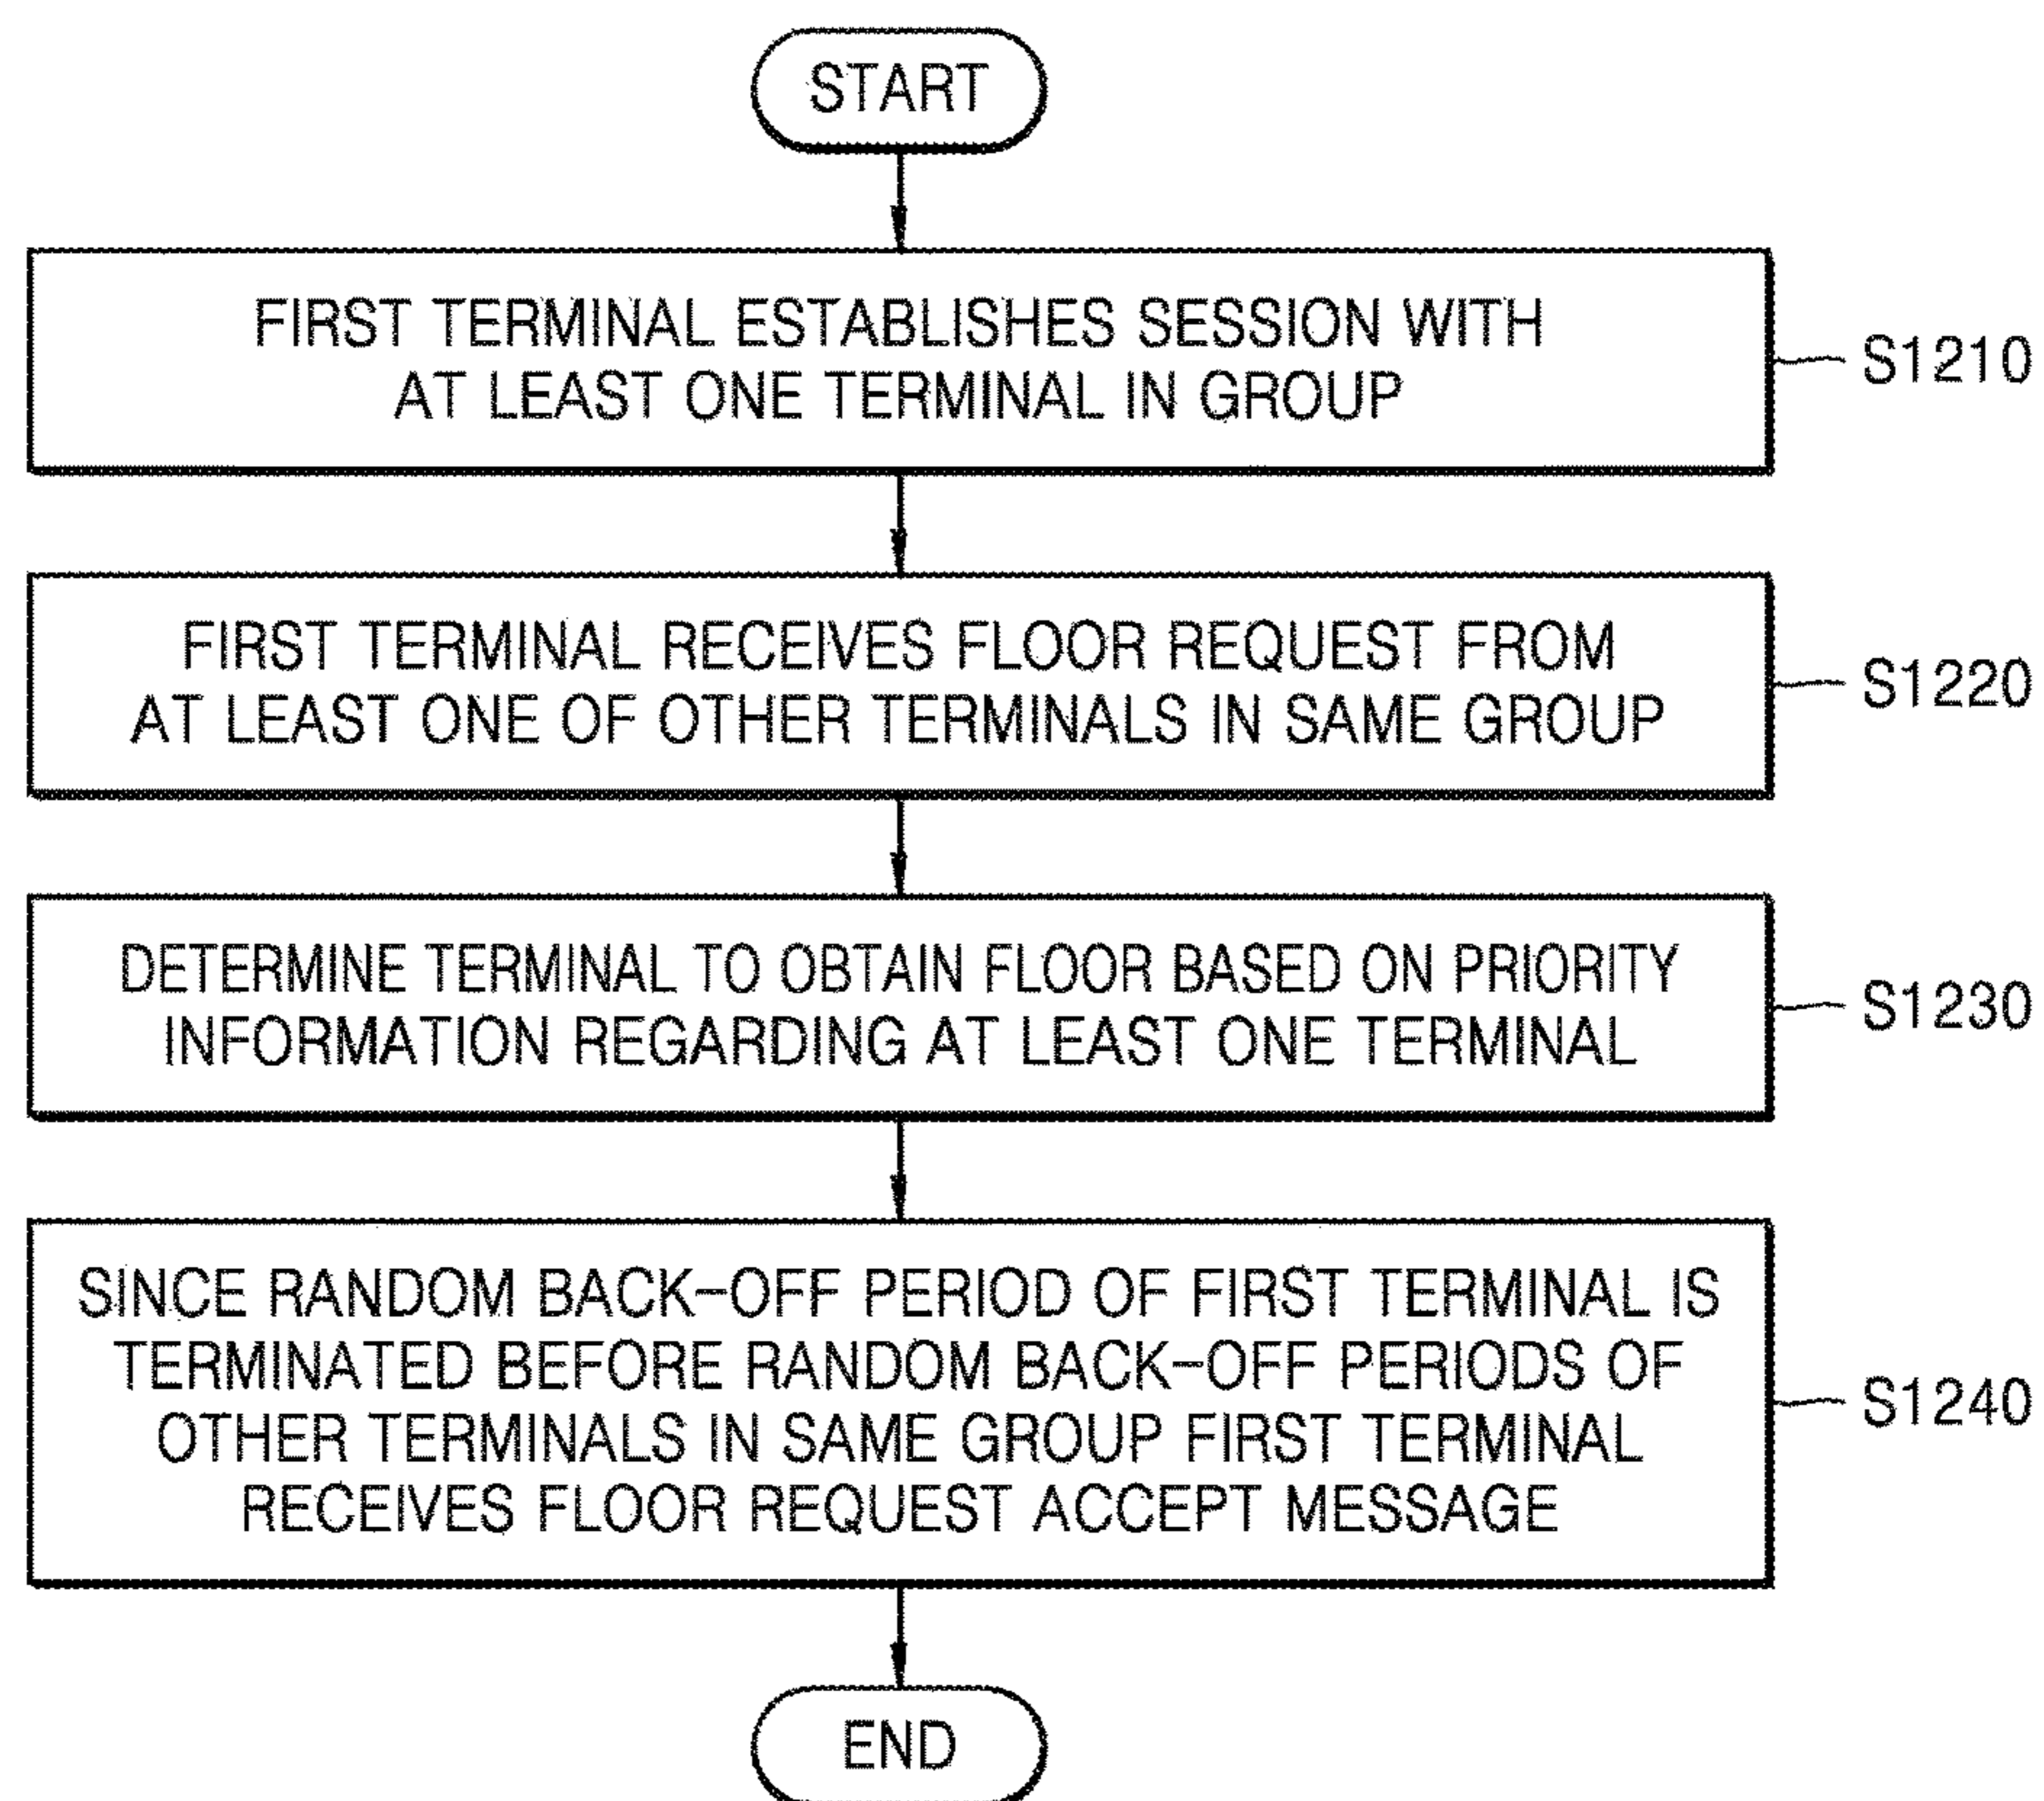 START
FIRST TERMINAL ESTABLISHES SESSION WITH
AT LEAST ONE TERMINAL IN GROUP
S1210
FIRST TERMINAL RECEIVES FLOOR REQUEST FROM
AT LEAST ONE OF OTHER TERMINALS IN SAME GROUP
S1220
DETERMINE TERMINAL TO OBTAIN FLOOR BASED ON PRIORITY
INFORMATION REGARDING AT LEAST ONE TERMINAL
S1230
SINCE RANDOM BACK-OFF PERIOD OF FIRST TERMINAL IS
TERMINATED BEFORE RANDOM BACK-OFF PERIODS OF
OTHER TERMINALS IN SAME GROUP FIRST TERMINAL
RECEIVES FLOOR REQUEST ACCEPT MESSAGE
S1240
END